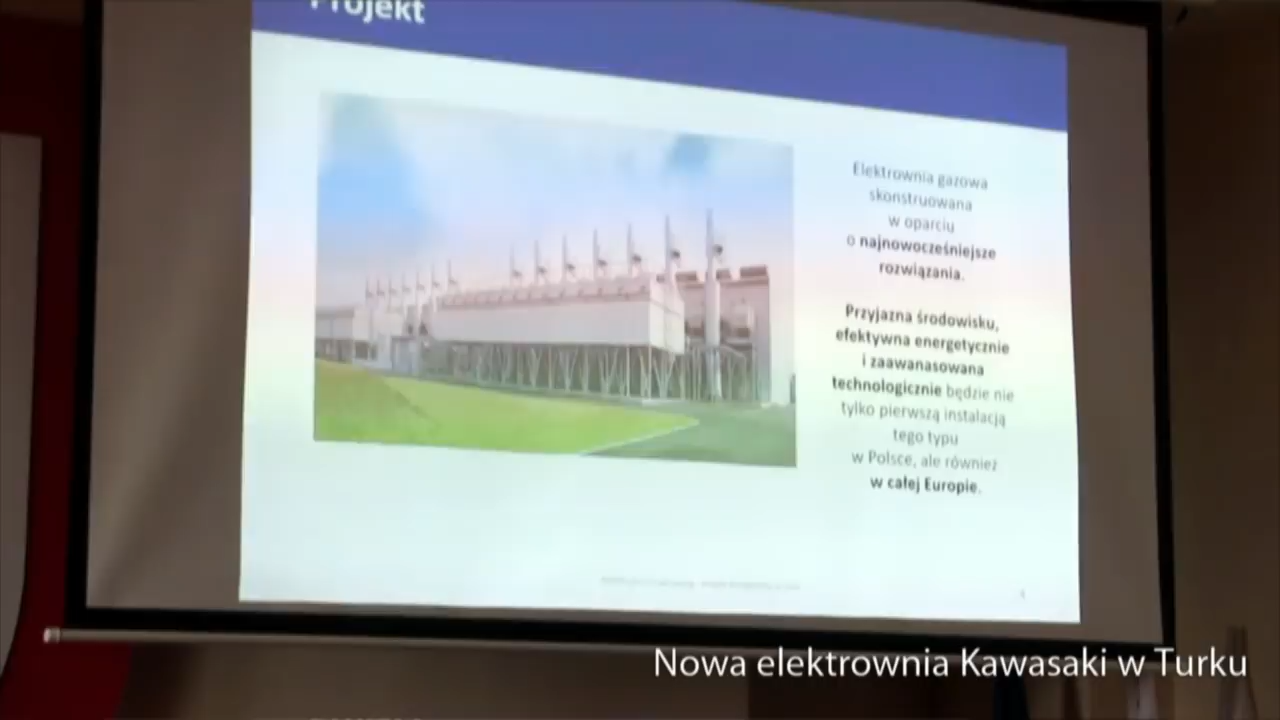 Projekt
Elektrownia gazowa
skonstruowana
w oparciu
o najnowocześniejsze
rozwiązania.
Przyjazna środowisku,
efektywna energetycznie
i zaawanasowana
technologicznie będzie nie
tylko pierwszą instalacją
tego typu
w Polsce, ale również
w całej Europie.
Nowa elektrownia Kawasaki w Turku